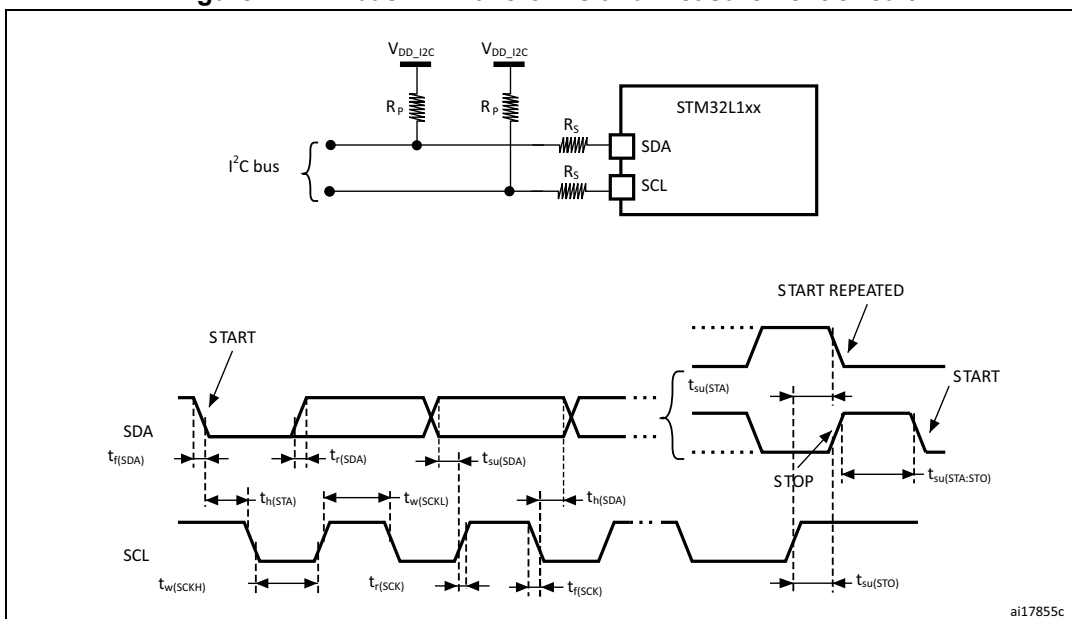 V_DD_I2C V_DD_I2C
R_P R_P
STM32L1xx
R_S
SDA
I²C bus
R_S
SCL
START REPEATED
START
t_su(STA)
START
SDA
t_f(SDA) t_r(SDA) t_su(SDA)
STOP t_su(STA:STO)
t_h(STA) t_w(SCKL) t_h(SDA)
SCL
t_w(SCKH) t_r(SCK) t_f(SCK) t_su(STO)
ai17855c